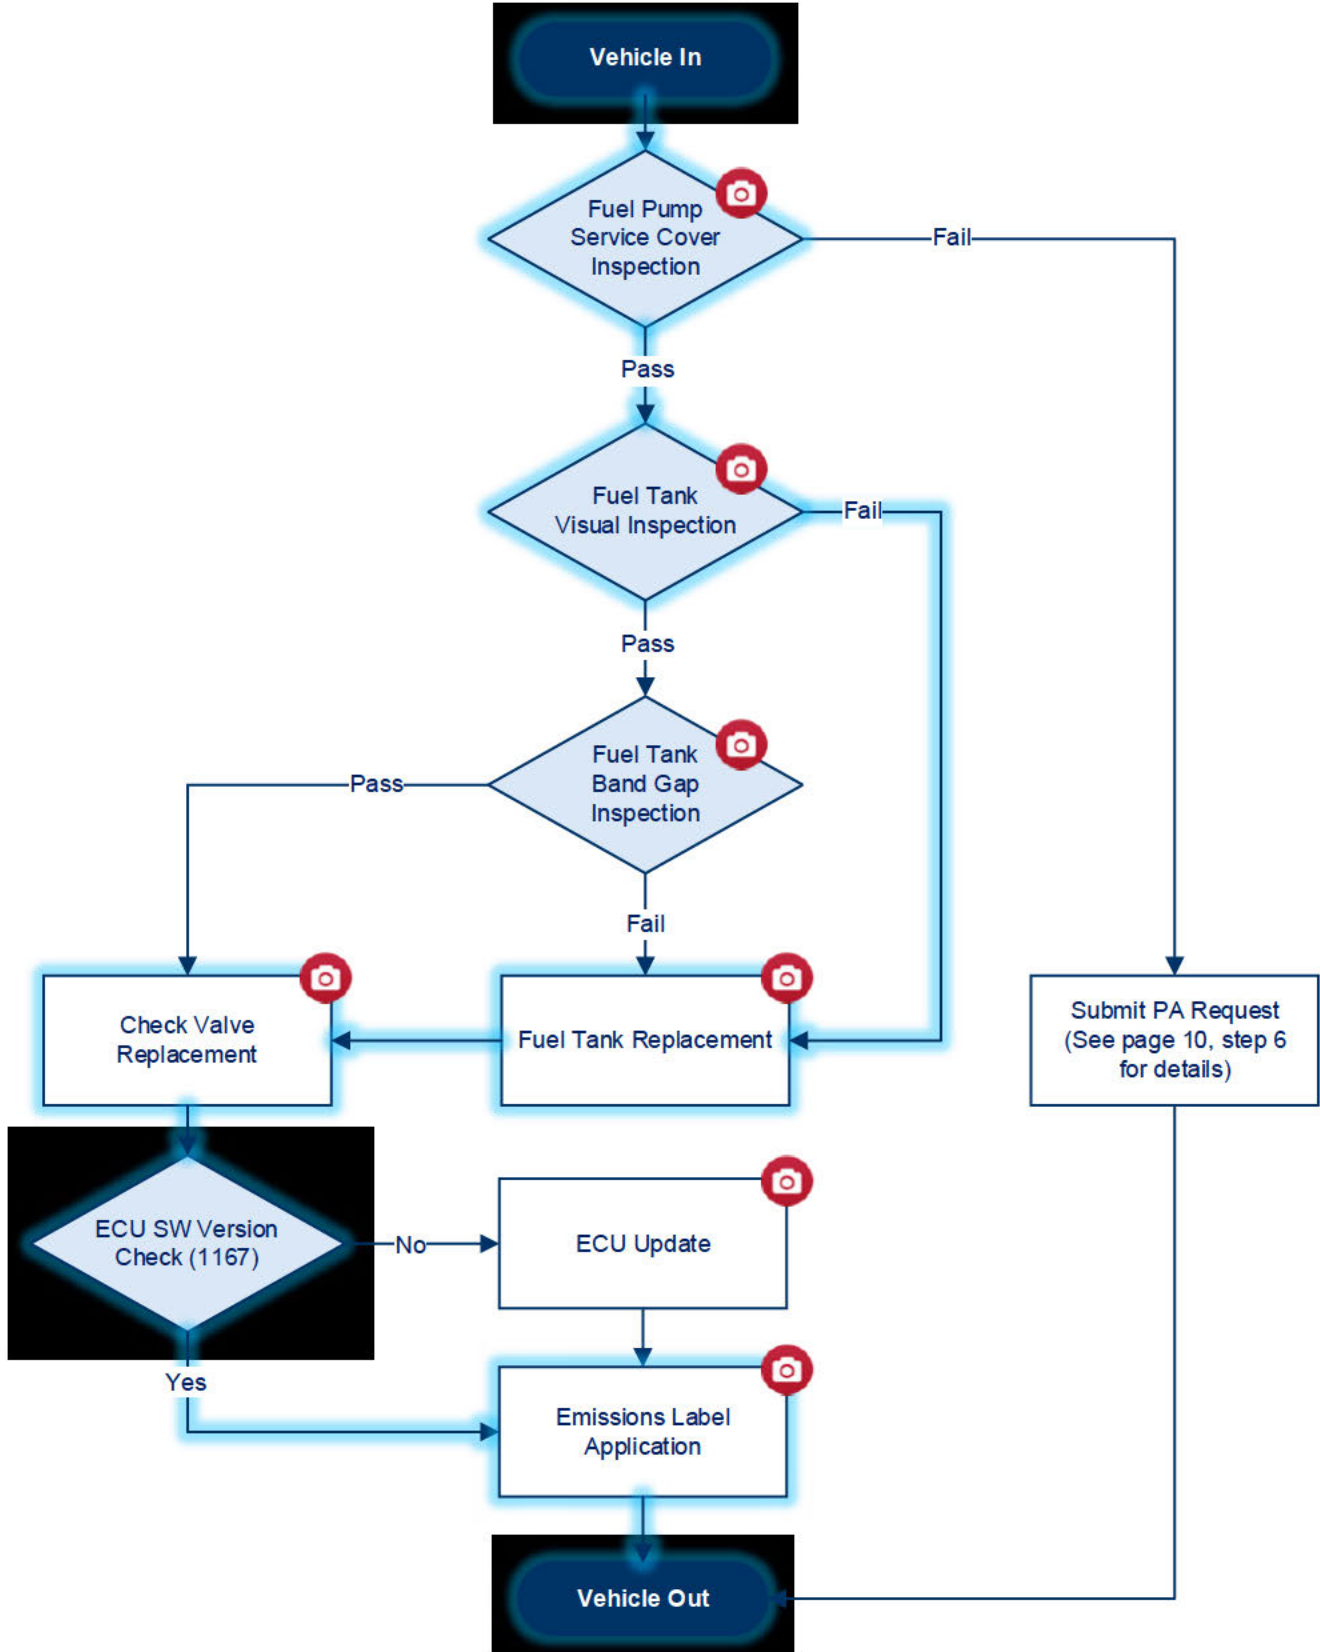 Vehicle In
Fuel Pump
Service Cover
Inspection
Fail
Pass
Fuel Tank
Visual Inspection
Fail
Pass
Fuel Tank
Band Gap
Inspection
Pass
Fail
Check Valve
Replacement
Fuel Tank Replacement
Submit PA Request
(See page 10, step 6
for details)
ECU SW Version
Check (1167)
No
ECU Update
Yes
Emissions Label
Application
Vehicle Out